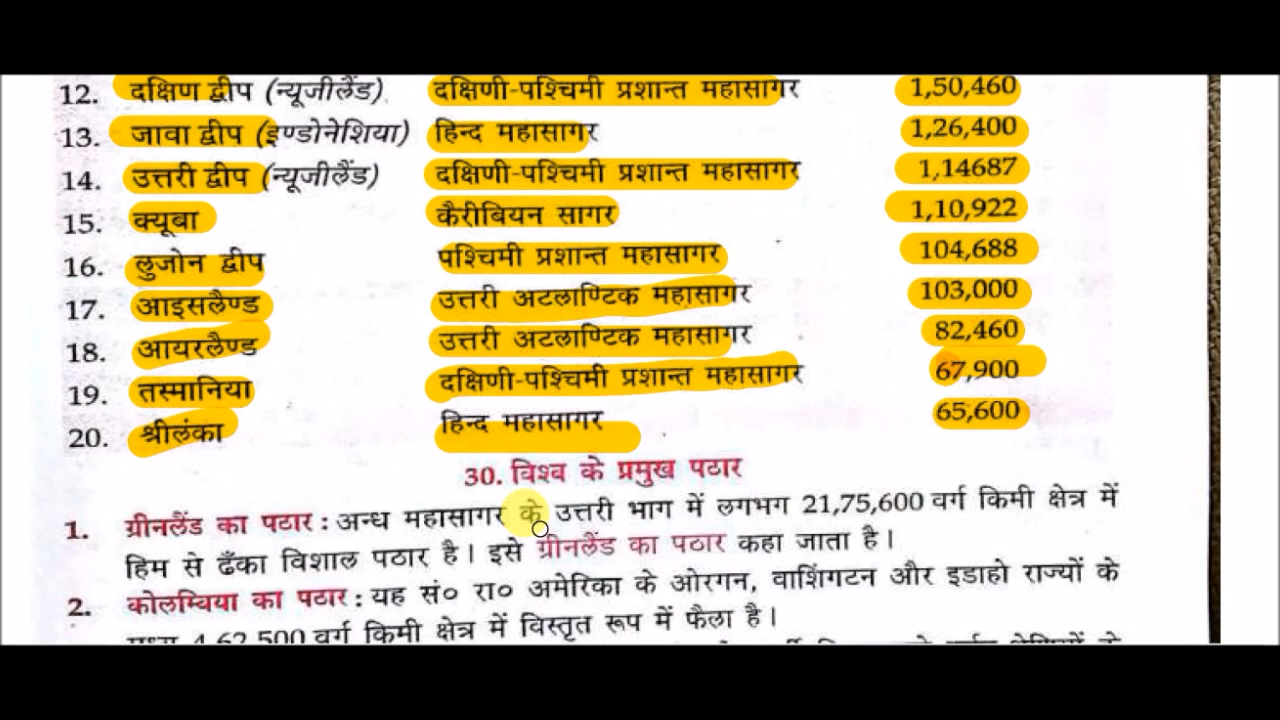 12. दक्षिण द्वीप (न्यूजीलैंड) दक्षिणी-पश्चिमी प्रशान्त महासागर 1,50,460
13. जावा द्वीप (इण्डोनेशिया) हिन्द महासागर 1,26,400
14. उत्तरी द्वीप (न्यूजीलैंड) दक्षिणी-पश्चिमी प्रशान्त महासागर 1,14687
15. क्यूबा कैरीबियन सागर 1,10,922
16. लुजोन द्वीप पश्चिमी प्रशान्त महासागर 104,688
17. आइसलैण्ड उत्तरी अटलाण्टिक महासागर 103,000
18. आयरलैण्ड उत्तरी अटलाण्टिक महासागर 82,460
19. तस्मानिया दक्षिणी-पश्चिमी प्रशान्त महासागर 67,900
20. श्रीलंका हिन्द महासागर 65,600
30. विश्व के प्रमुख पठार
1. ग्रीनलैंड का पठार : अन्ध महासागर के उत्तरी भाग में लगभग 21,75,600 वर्ग किमी क्षेत्र में
हिम से ढँका विशाल पठार है। इसे ग्रीनलैंड का पठार कहा जाता है।
2. कोलम्विया का पठार : यह सं० रा० अमेरिका के ओरगन, वाशिंगटन और इडाहो राज्यों के
मध्य 4,62,500 वर्ग किमी क्षेत्र में विस्तृत रूप में फैला है।